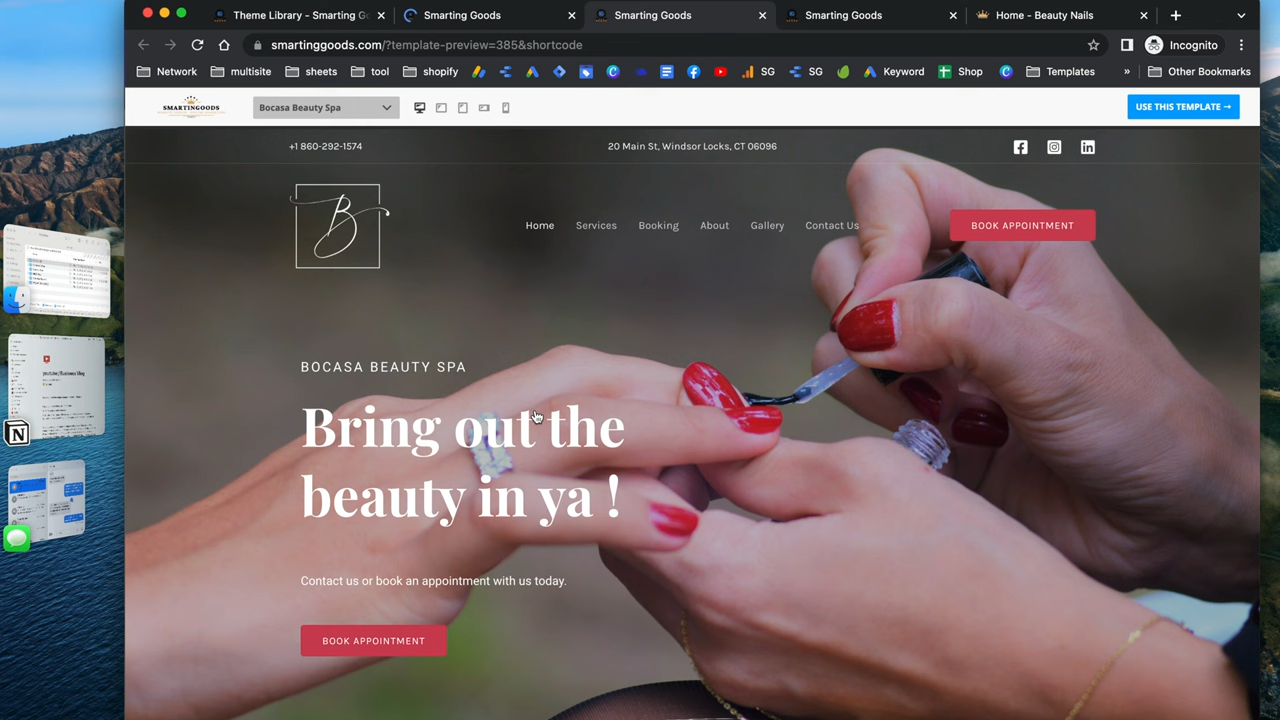 Theme Library - Smarting G
Smarting Goods
Smarting Goods
Smarting Goods
Home - Beauty Nails
smartinggoods.com/?template-preview=385&shortcode
Incognito
Network
multisite
sheets
tool
shopify
SG
SG
Keyword
Shop
Templates
»
Other Bookmarks
SMARTINGOODS
Bocasa Beauty Spa
USE THIS TEMPLATE →
+1 860-292-1574
20 Main St, Windsor Locks, CT 06096
B
Home
Services
Booking
About
Gallery
Contact Us
BOOK APPOINTMENT
BOCASA BEAUTY SPA
Bring out the
beauty in ya !
Contact us or book an appointment with us today.
BOOK APPOINTMENT
youtube/Business blog